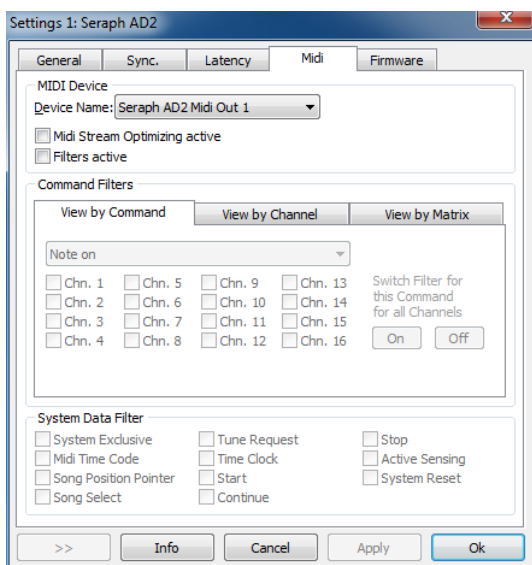 Settings 1: Seraph AD2
General Sync. Latency Midi Firmware
MIDI Device
Device Name: Seraph AD2 Midi Out 1
Midi Stream Optimizing active
Filters active
Command Filters
View by Command View by Channel View by Matrix
Note on
Chn. 1 Chn. 5 Chn. 9 Chn. 13
Chn. 2 Chn. 6 Chn. 10 Chn. 14
Chn. 3 Chn. 7 Chn. 11 Chn. 15
Chn. 4 Chn. 8 Chn. 12 Chn. 16
Switch Filter for
this Command
for all Channels
On Off
System Data Filter
System Exclusive Tune Request Stop
Midi Time Code Time Clock Active Sensing
Song Position Pointer Start System Reset
Song Select Continue
>> Info Cancel Apply Ok